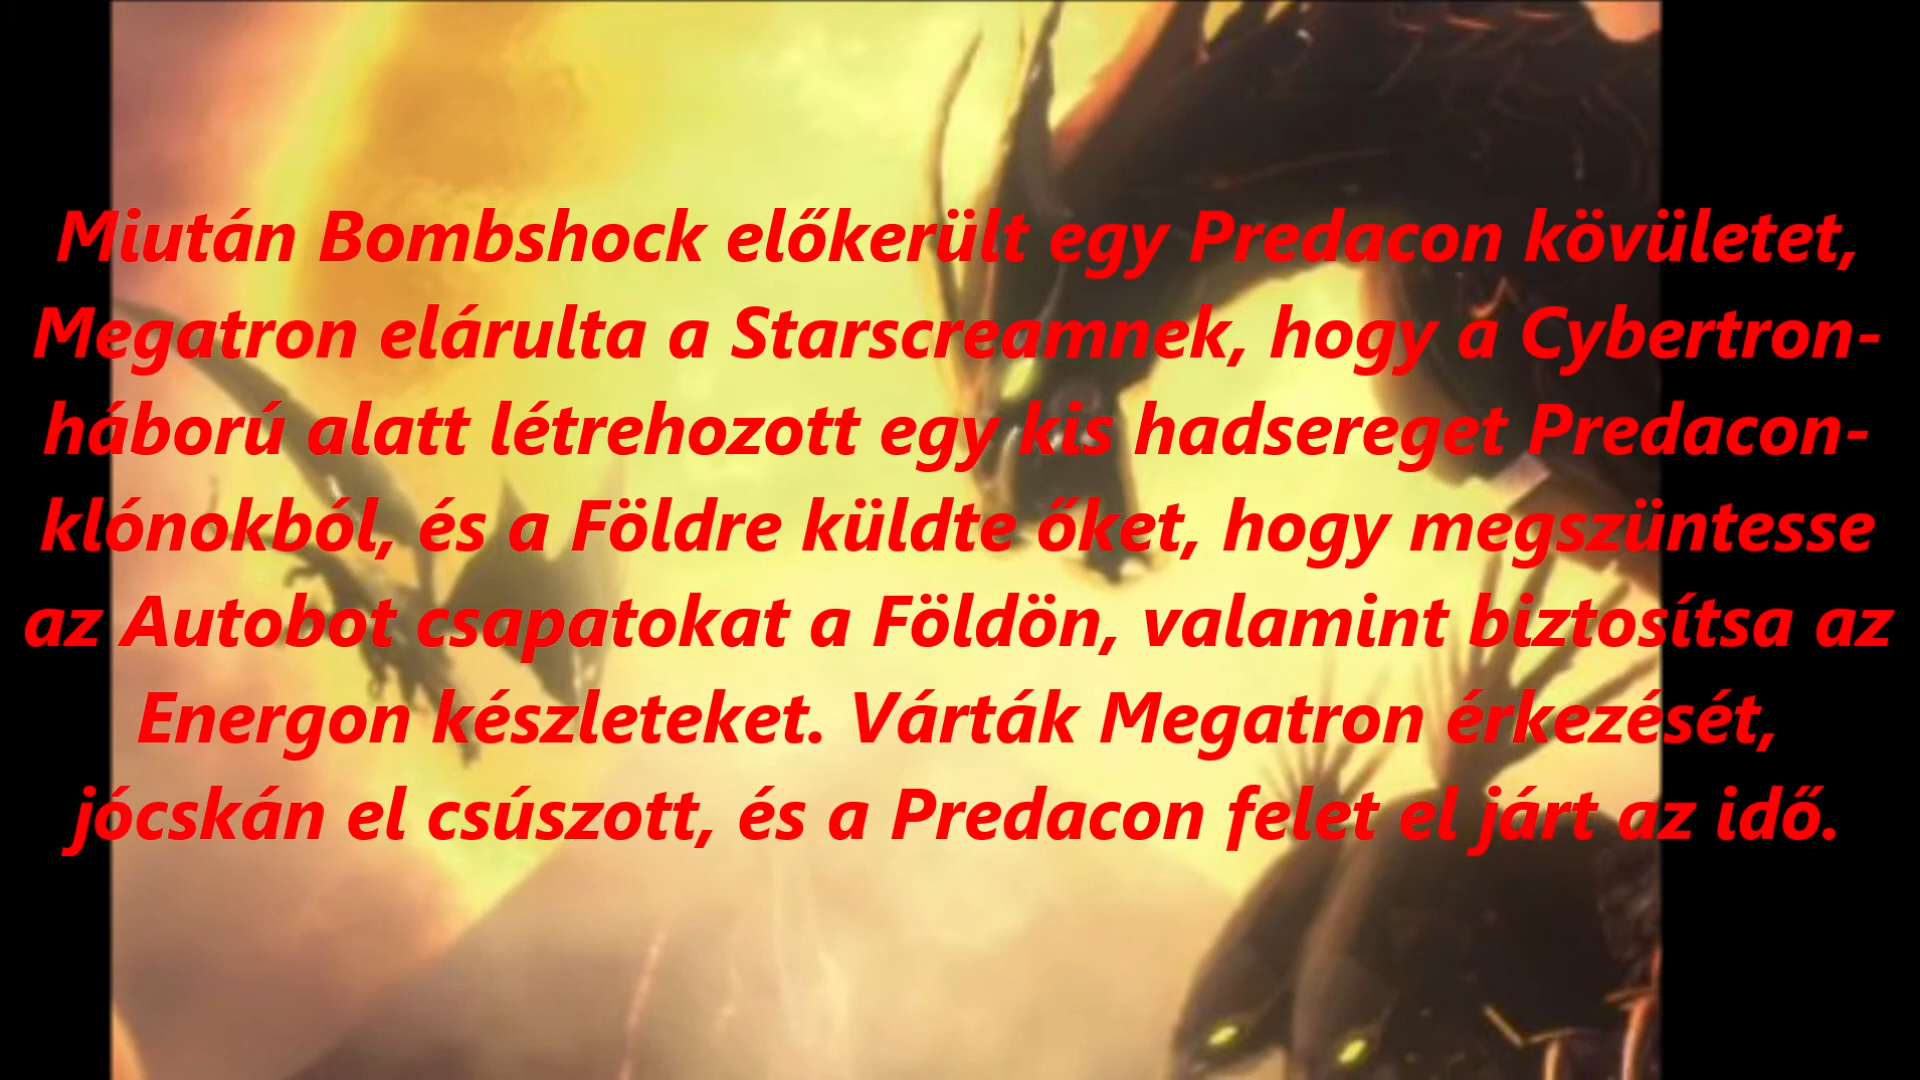 Miután Bombshock előkerült egy Predacon kövületet,
Megatron elárulta a Starscreamnek, hogy a Cybertron-
háború alatt létrehozott egy kis hadsereget Predacon-
klónokból, és a Földre küldte őket, hogy megszüntesse
az Autobot csapatokat a Földön, valamint biztosítsa az
Energon készleteket. Várták Megatron érkezését,
jócskán el csúszott, és a Predacon felet el járt az idő.